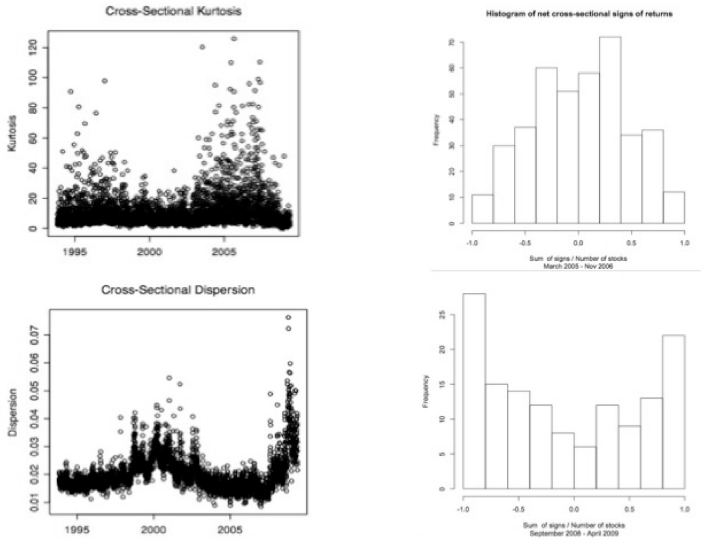 Cross-Sectional Kurtosis
Kurtosis
0 20 40 60 80 100 120
1995 2000 2005
Histogram of net cross-sectional signs of returns
Frequency
0 10 20 30 40 50 60 70
-1.0 -0.5 0.0 0.5 1.0
Sum of signs / Number of stocks
March 2005 - Nov 2006
Cross-Sectional Dispersion
Dispersion
0.01 0.02 0.03 0.04 0.05 0.06 0.07
1995 2000 2005
Frequency
0 5 10 15 20 25
-1.0 -0.5 0.0 0.5 1.0
Sum of signs / Number of stocks
September 2008 - April 2009